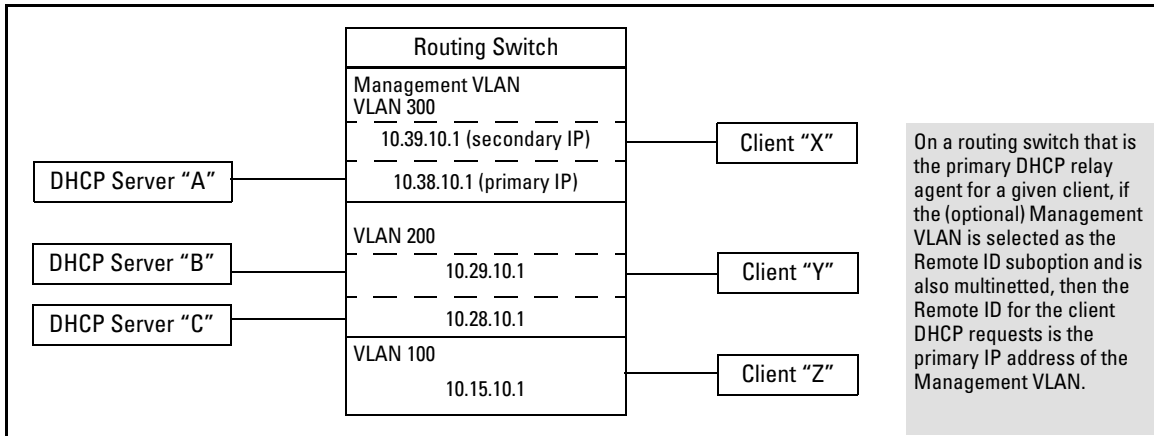 Routing Switch
Management VLAN
VLAN 300
10.39.10.1 (secondary IP)
Client “X”
DHCP Server “A”
10.38.10.1 (primary IP)
VLAN 200
DHCP Server “B”
10.29.10.1
Client “Y”
DHCP Server “C”
10.28.10.1
VLAN 100
Client “Z”
10.15.10.1
On a routing switch that is
the primary DHCP relay
agent for a given client, if
the (optional) Management
VLAN is selected as the
Remote ID suboption and is
also multinetted, then the
Remote ID for the client
DHCP requests is the
primary IP address of the
Management VLAN.